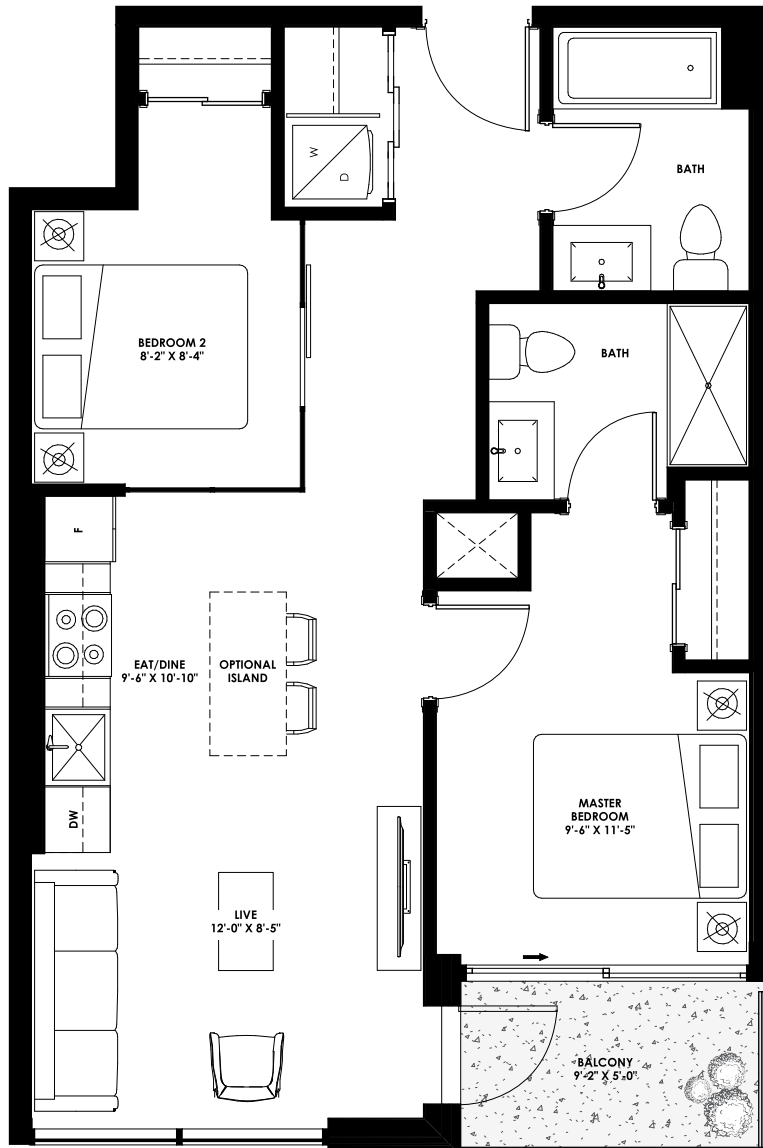 W
D
BATH
BEDROOM 2
8'-2" X 8'-4"
BATH
F
EAT/DINE
9'-6" X 10'-10"
OPTIONAL
ISLAND
DW
MASTER
BEDROOM
9'-6" X 11'-5"
LIVE
12'-0" X 8'-5"
BALCONY
9'-2" X 5'-0"